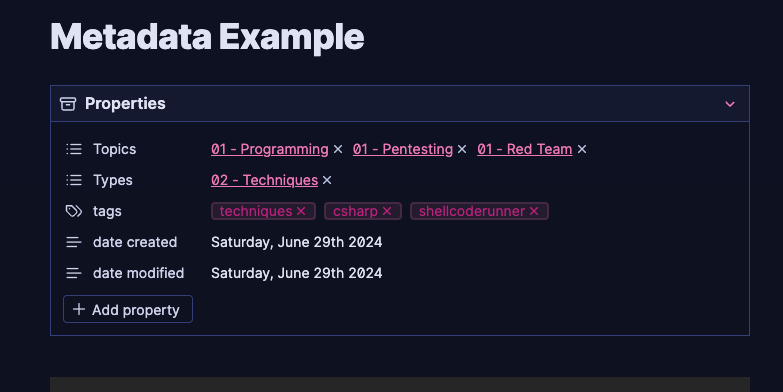 Metadata Example
Properties
Topics 01 - Programming × 01 - Pentesting × 01 - Red Team ×
Types 02 - Techniques ×
tags techniques × csharp × shellcoderunner ×
date created Saturday, June 29th 2024
date modified Saturday, June 29th 2024
+ Add property